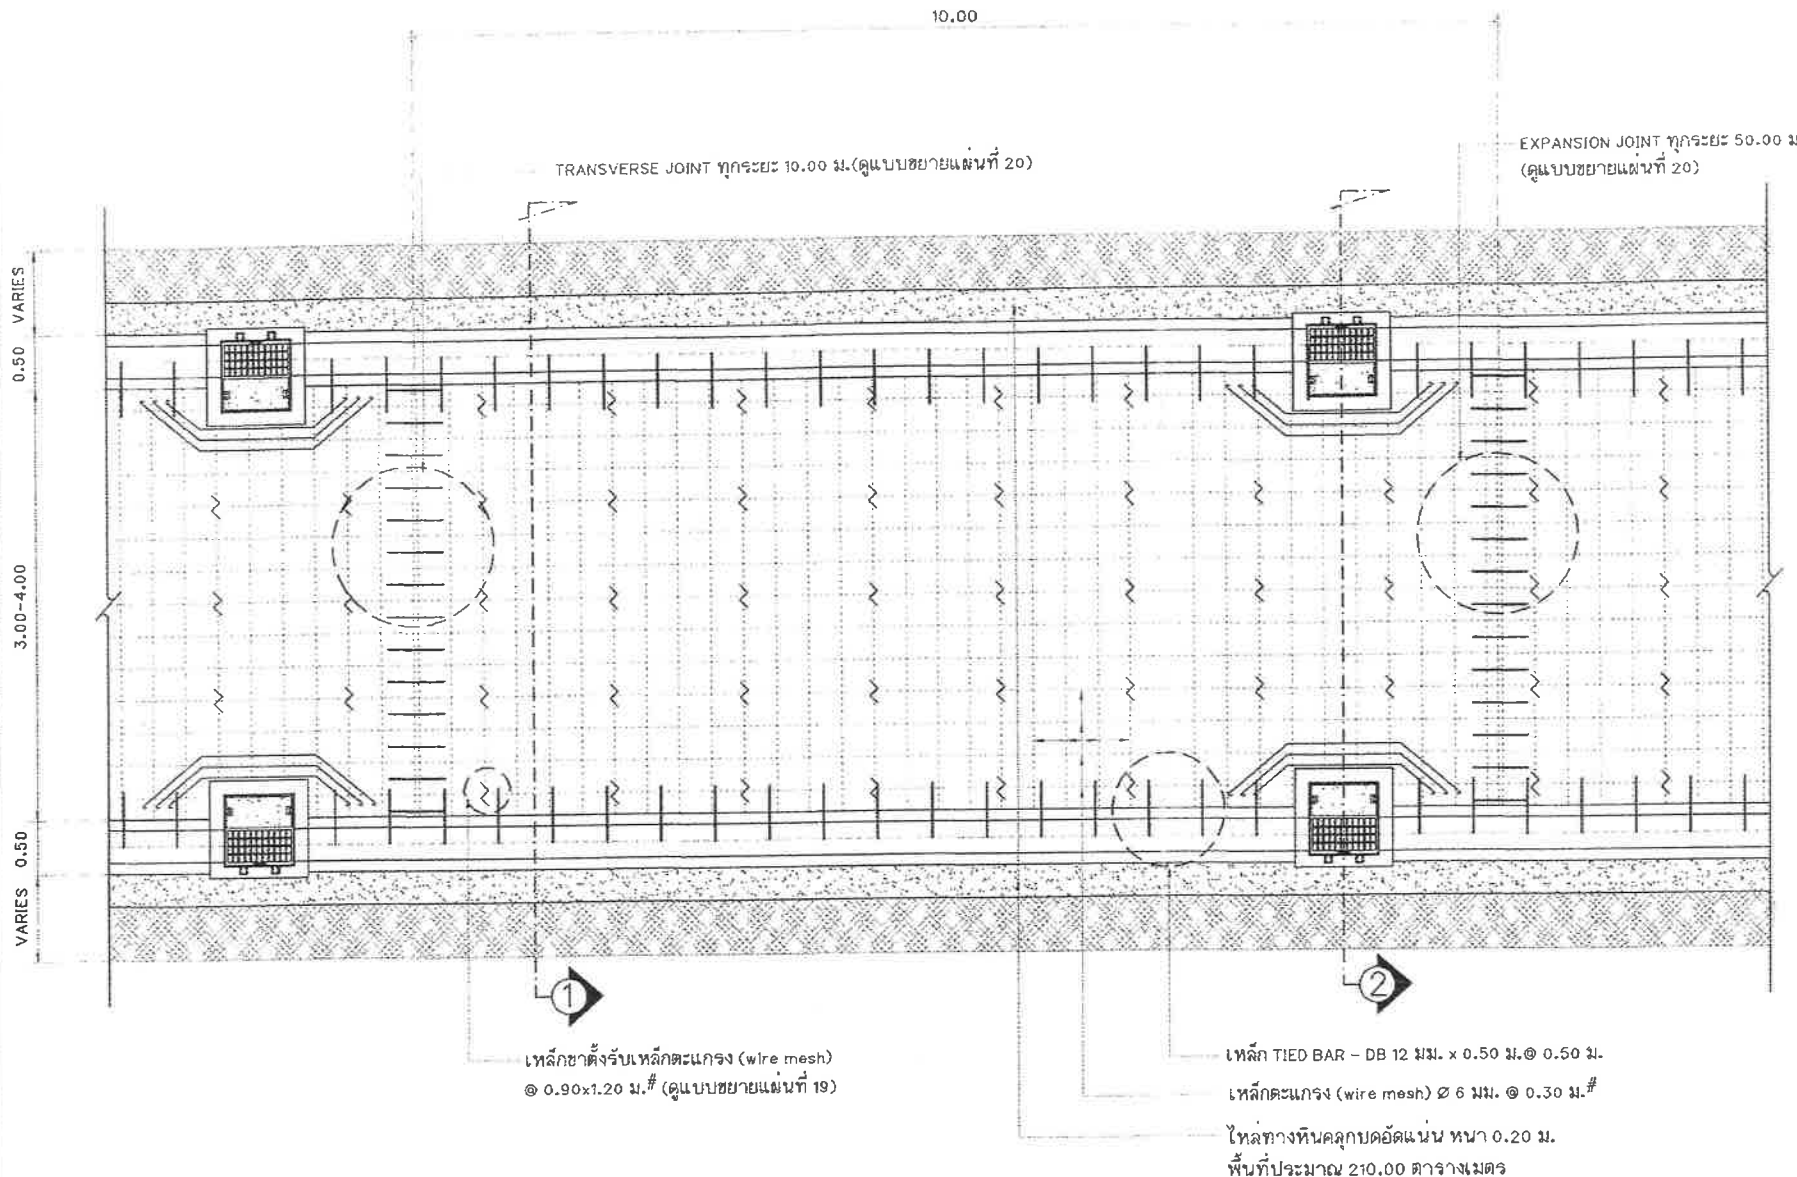 10.00
TRANSVERSE JOINT ทุกระยะ 10.00 ม.(ดูแบบขยายแผ่นที่ 20)
EXPANSION JOINT ทุกระยะ 50.00 ม
(ดูแบบขยายแผ่นที่ 20)
VARIES
0.50
3.00-4.00
0.50
VARIES
1
2
เหล็กขาตั้งรับเหล็กตะแกรง (wire mesh)
@ 0.90x1.20 ม.# (ดูแบบขยายแผ่นที่ 19)
เหล็ก TIED BAR - DB 12 มม. x 0.50 ม.@ 0.50 ม.
เหล็กตะแกรง (wire mesh) Ø 6 มม. @ 0.30 ม.#
ไหล่ทางหินคลุกบดอัดแน่น หนา 0.20 ม.
พื้นที่ประมาณ 210.00 ตารางเมตร